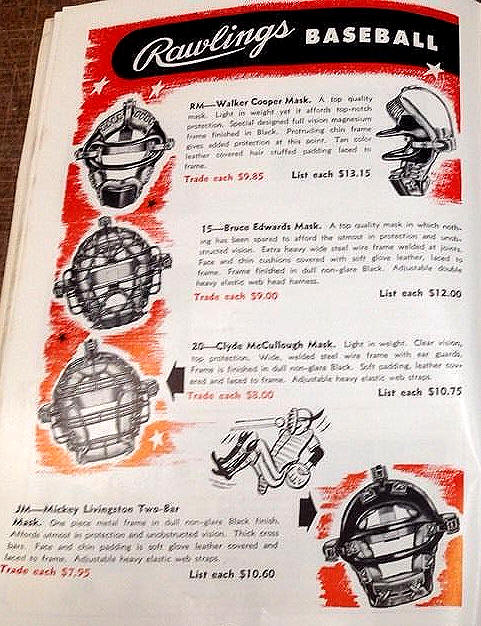 Rawlings BASEBALL
RM—Walker Cooper Mask. A top quality
mask. Light in weight yet it affords top-notch
protection. Special designed full vision magnesium
frame finished in Black. Protruding chin frame
gives added protection at this point. Tan color
leather covered hair stuffed padding laced to
frame.
Trade each $9.85 List each $13.15
15—Bruce Edwards Mask. A top quality mask in which noth-
ing has been spared to afford the utmost in protection and unob-
structed vision. Extra heavy wide steel wire frame welded at joints.
Face and chin cushions covered with soft glove leather, laced to
frame. Frame finished in dull non-glare Black. Adjustable double
heavy elastic web head harness.
Trade each $9.00 List each $12.00
20—Clyde McCullough Mask. Light in weight. Clear vision,
top protection. Wide, welded steel wire frame with ear guards.
Frame is finished in dull non-glare Black. Soft padding, leather cov-
ered and laced to frame. Adjustable heavy elastic web straps.
Trade each $8.00 List each $10.75
JM—Mickey Livingston Two-Bar
Mask. One piece metal frame in dull non-glare Black finish.
Affords utmost in protection and unobstructed vision. Thick cross
bars. Face and chin padding is soft glove leather covered and
laced to frame. Adjustable heavy elastic web straps.
Trade each $7.95 List each $10.60